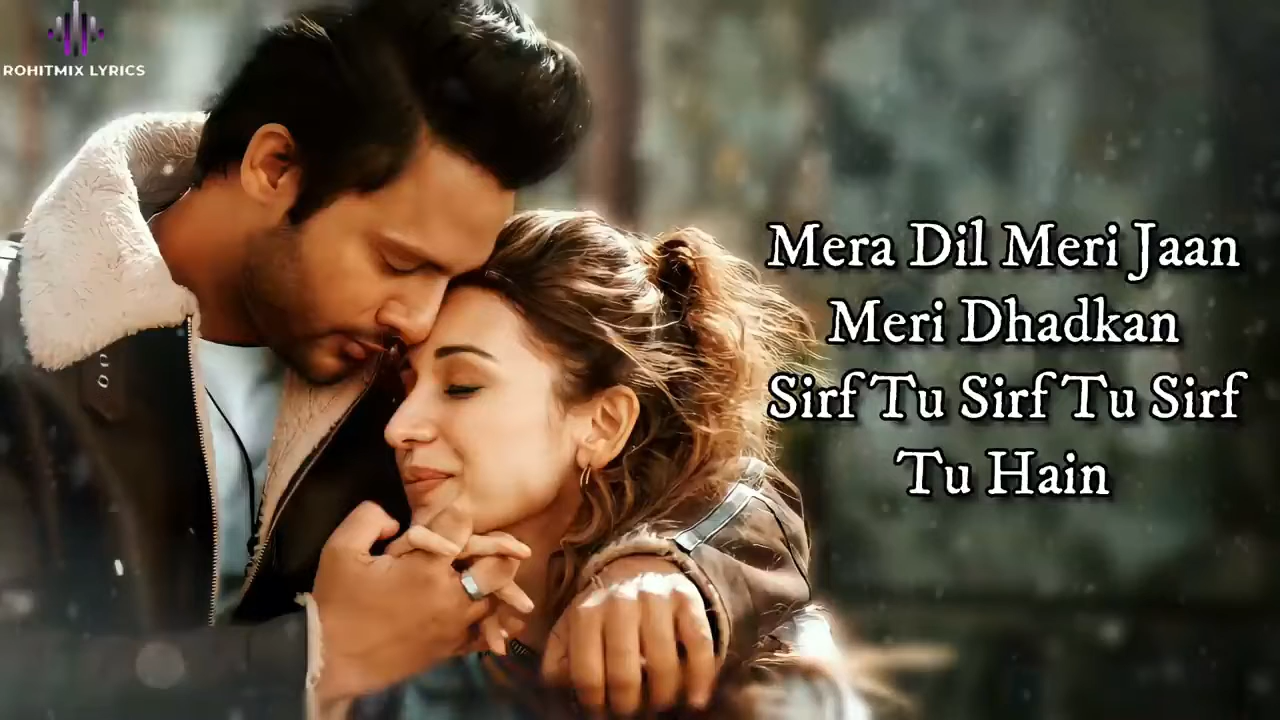 ROHITMIX LYRICS
Mera Dil Meri Jaan
Meri Dhadkan
Sirf Tu Sirf Tu Sirf
Tu Hain